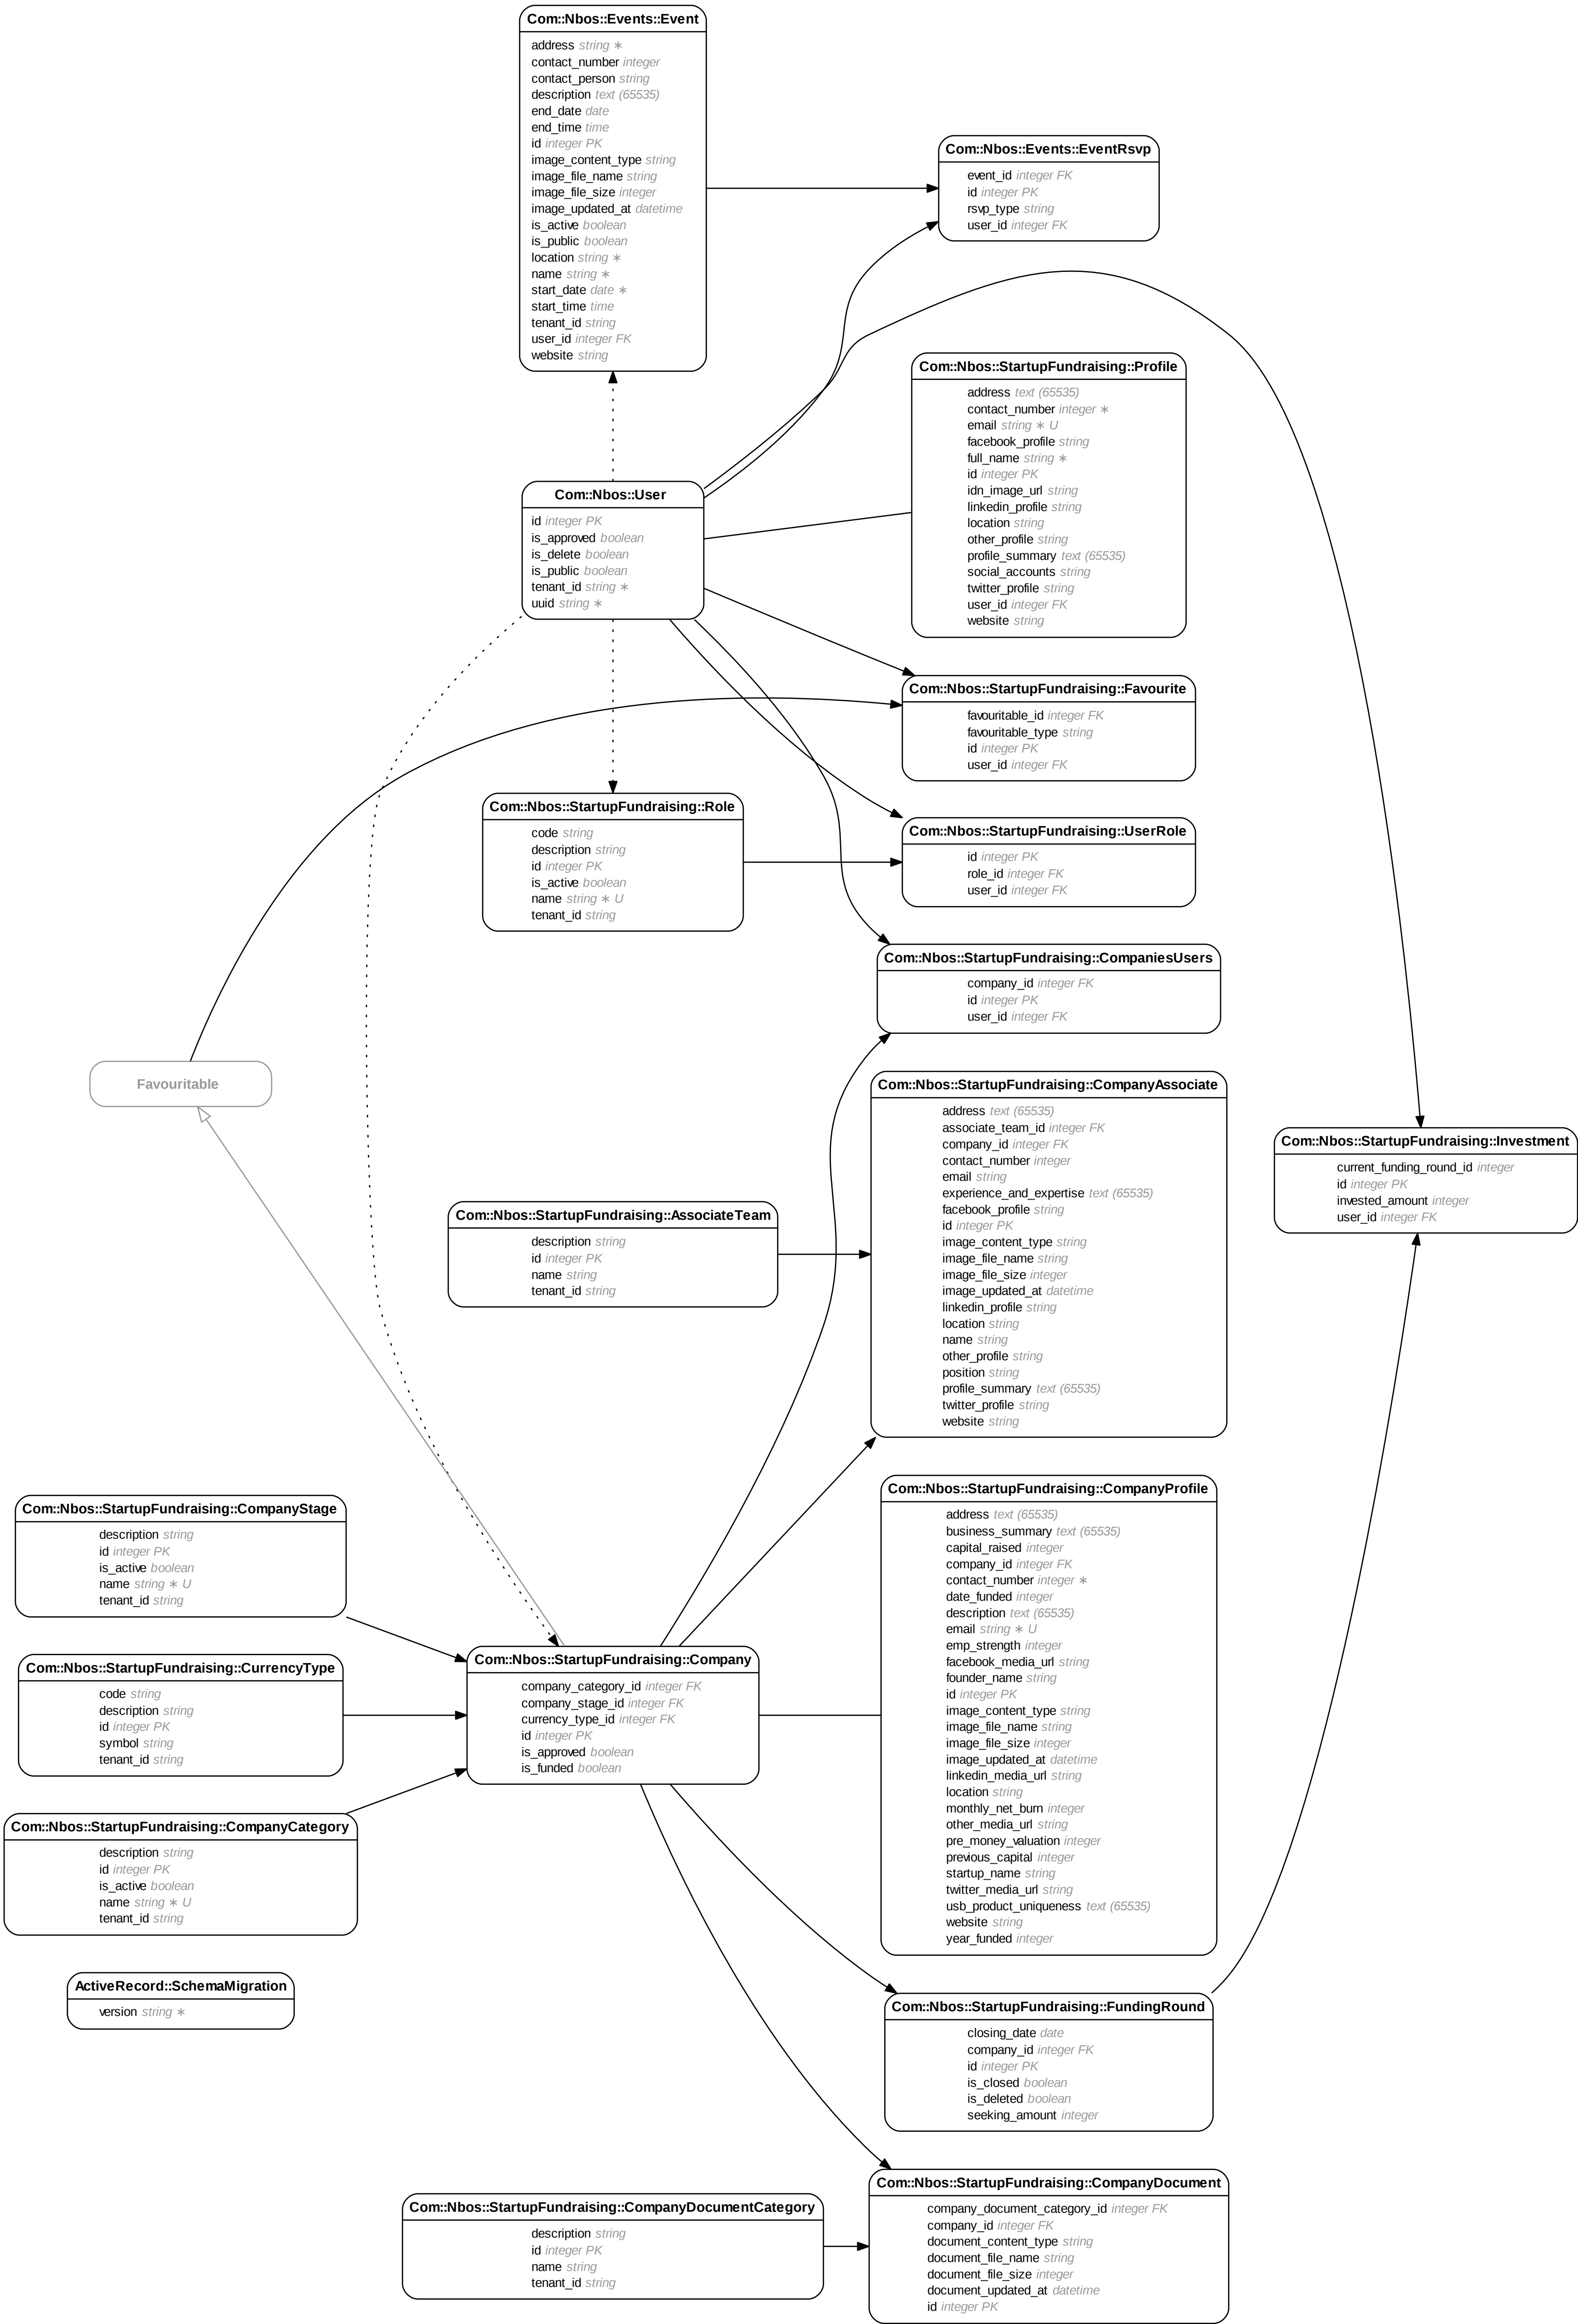 Com::Nbos::Events::Event
address string ∗
contact_number integer
contact_person string
description text (65535)
end_date date
end_time time
id integer PK
image_content_type string
image_file_name string
image_file_size integer
image_updated_at datetime
is_active boolean
is_public boolean
location string ∗
name string ∗
start_date date ∗
start_time time
tenant_id string
user_id integer FK
website string
Com::Nbos::Events::EventRsvp
event_id integer FK
id integer PK
rsvp_type string
user_id integer FK
Com::Nbos::StartupFundraising::Profile
address text (65535)
contact_number integer ∗
email string ∗ U
facebook_profile string
full_name string ∗
id integer PK
idn_image_url string
linkedin_profile string
location string
other_profile string
profile_summary text (65535)
social_accounts string
twitter_profile string
user_id integer FK
website string
Com::Nbos::User
id integer PK
is_approved boolean
is_delete boolean
is_public boolean
tenant_id string ∗
uuid string ∗
Com::Nbos::StartupFundraising::Favourite
favouritable_id integer FK
favouritable_type string
id integer PK
user_id integer FK
Com::Nbos::StartupFundraising::Role
code string
description string
id integer PK
is_active boolean
name string ∗ U
tenant_id string
Com::Nbos::StartupFundraising::UserRole
id integer PK
role_id integer FK
user_id integer FK
Com::Nbos::StartupFundraising::CompaniesUsers
company_id integer FK
id integer PK
user_id integer FK
Favouritable
Com::Nbos::StartupFundraising::CompanyAssociate
address text (65535)
associate_team_id integer FK
company_id integer FK
contact_number integer
email string
experience_and_expertise text (65535)
facebook_profile string
id integer PK
image_content_type string
image_file_name string
image_file_size integer
image_updated_at datetime
linkedin_profile string
location string
name string
other_profile string
position string
profile_summary text (65535)
twitter_profile string
website string
Com::Nbos::StartupFundraising::Investment
current_funding_round_id integer
id integer PK
invested_amount integer
user_id integer FK
Com::Nbos::StartupFundraising::AssociateTeam
description string
id integer PK
name string
tenant_id string
Com::Nbos::StartupFundraising::CompanyStage
description string
id integer PK
is_active boolean
name string ∗ U
tenant_id string
Com::Nbos::StartupFundraising::CurrencyType
code string
description string
id integer PK
symbol string
tenant_id string
Com::Nbos::StartupFundraising::CompanyCategory
description string
id integer PK
is_active boolean
name string ∗ U
tenant_id string
ActiveRecord::SchemaMigration
version string ∗
Com::Nbos::StartupFundraising::Company
company_category_id integer FK
company_stage_id integer FK
currency_type_id integer FK
id integer PK
is_approved boolean
is_funded boolean
Com::Nbos::StartupFundraising::CompanyProfile
address text (65535)
business_summary text (65535)
capital_raised integer
company_id integer FK
contact_number integer ∗
date_funded integer
description text (65535)
email string ∗ U
emp_strength integer
facebook_media_url string
founder_name string
id integer PK
image_content_type string
image_file_name string
image_file_size integer
image_updated_at datetime
linkedin_media_url string
location string
monthly_net_burn integer
other_media_url string
pre_money_valuation integer
previous_capital integer
startup_name string
twitter_media_url string
usb_product_uniqueness text (65535)
website string
year_funded integer
Com::Nbos::StartupFundraising::FundingRound
closing_date date
company_id integer FK
id integer PK
is_closed boolean
is_deleted boolean
seeking_amount integer
Com::Nbos::StartupFundraising::CompanyDocumentCategory
description string
id integer PK
name string
tenant_id string
Com::Nbos::StartupFundraising::CompanyDocument
company_document_category_id integer FK
company_id integer FK
document_content_type string
document_file_name string
document_file_size integer
document_updated_at datetime
id integer PK